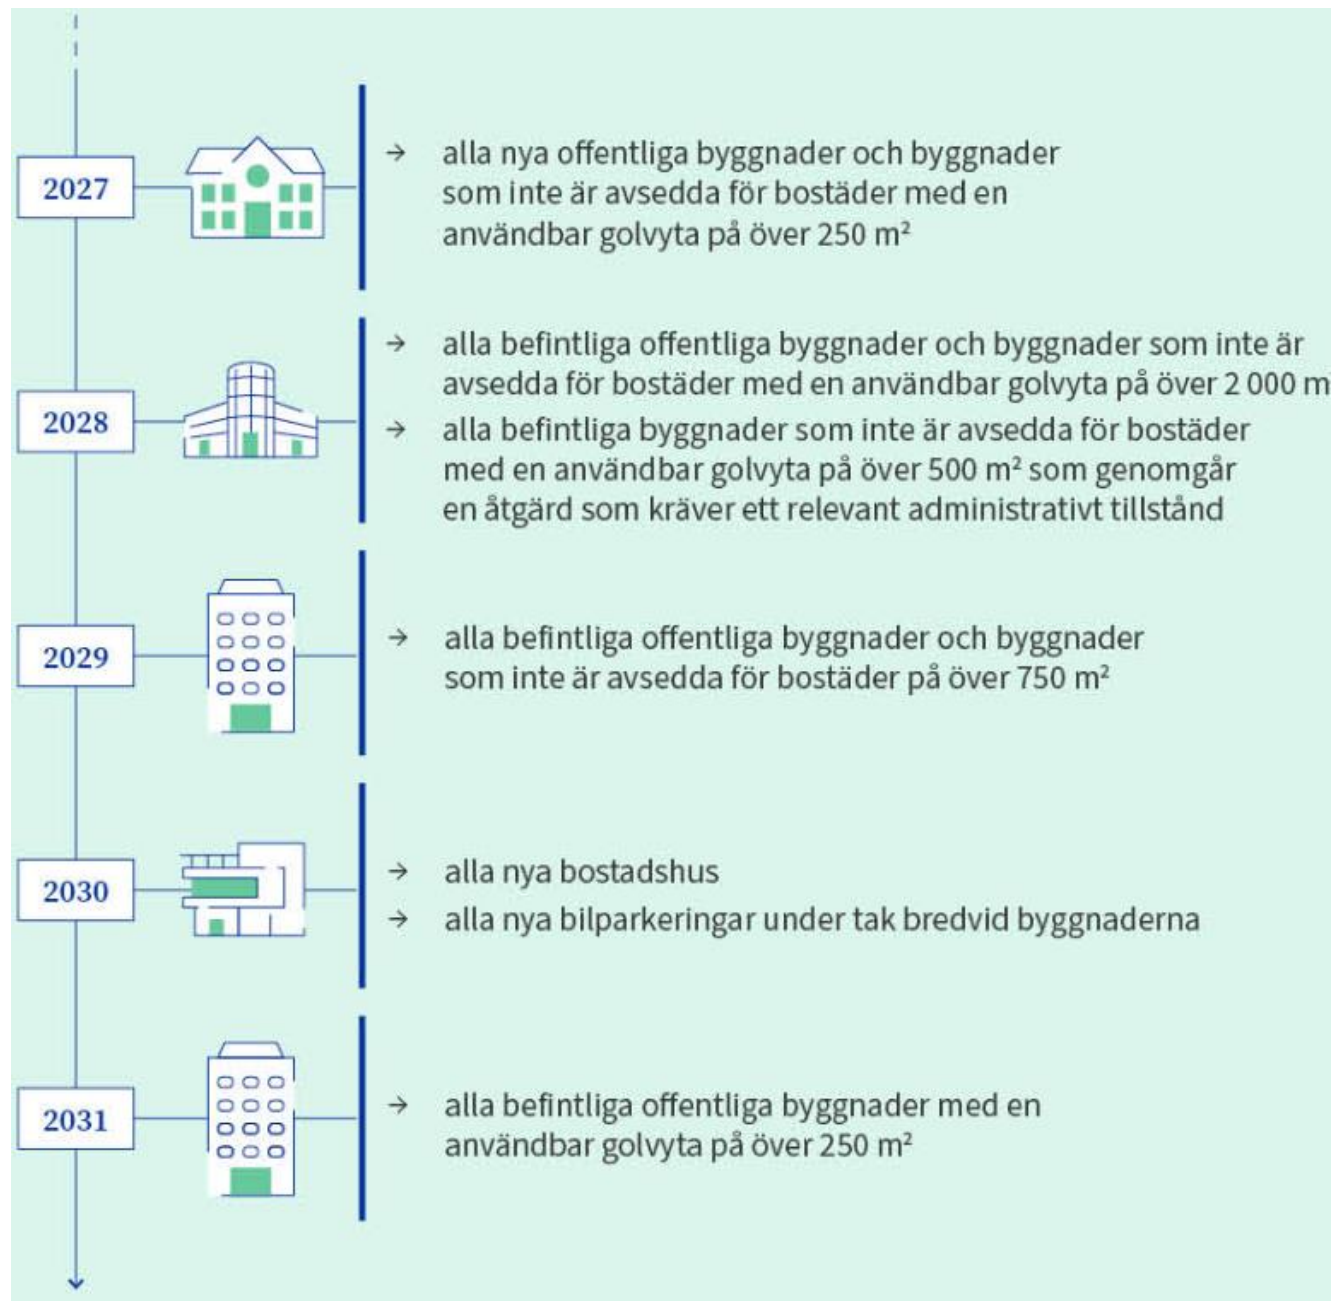 2027
→ alla nya offentliga byggnader och byggnader
som inte är avsedda för bostäder med en
användbar golvyta på över 250 m²
2028
→ alla befintliga offentliga byggnader och byggnader som inte är
avsedda för bostäder med en användbar golvyta på över 2 000 m
→ alla befintliga byggnader som inte är avsedda för bostäder
med en användbar golvyta på över 500 m² som genomgår
en åtgärd som kräver ett relevant administrativt tillstånd
2029
→ alla befintliga offentliga byggnader och byggnader
som inte är avsedda för bostäder på över 750 m²
2030
→ alla nya bostadshus
→ alla nya bilparkeringar under tak bredvid byggnaderna
2031
→ alla befintliga offentliga byggnader med en
användbar golvyta på över 250 m²